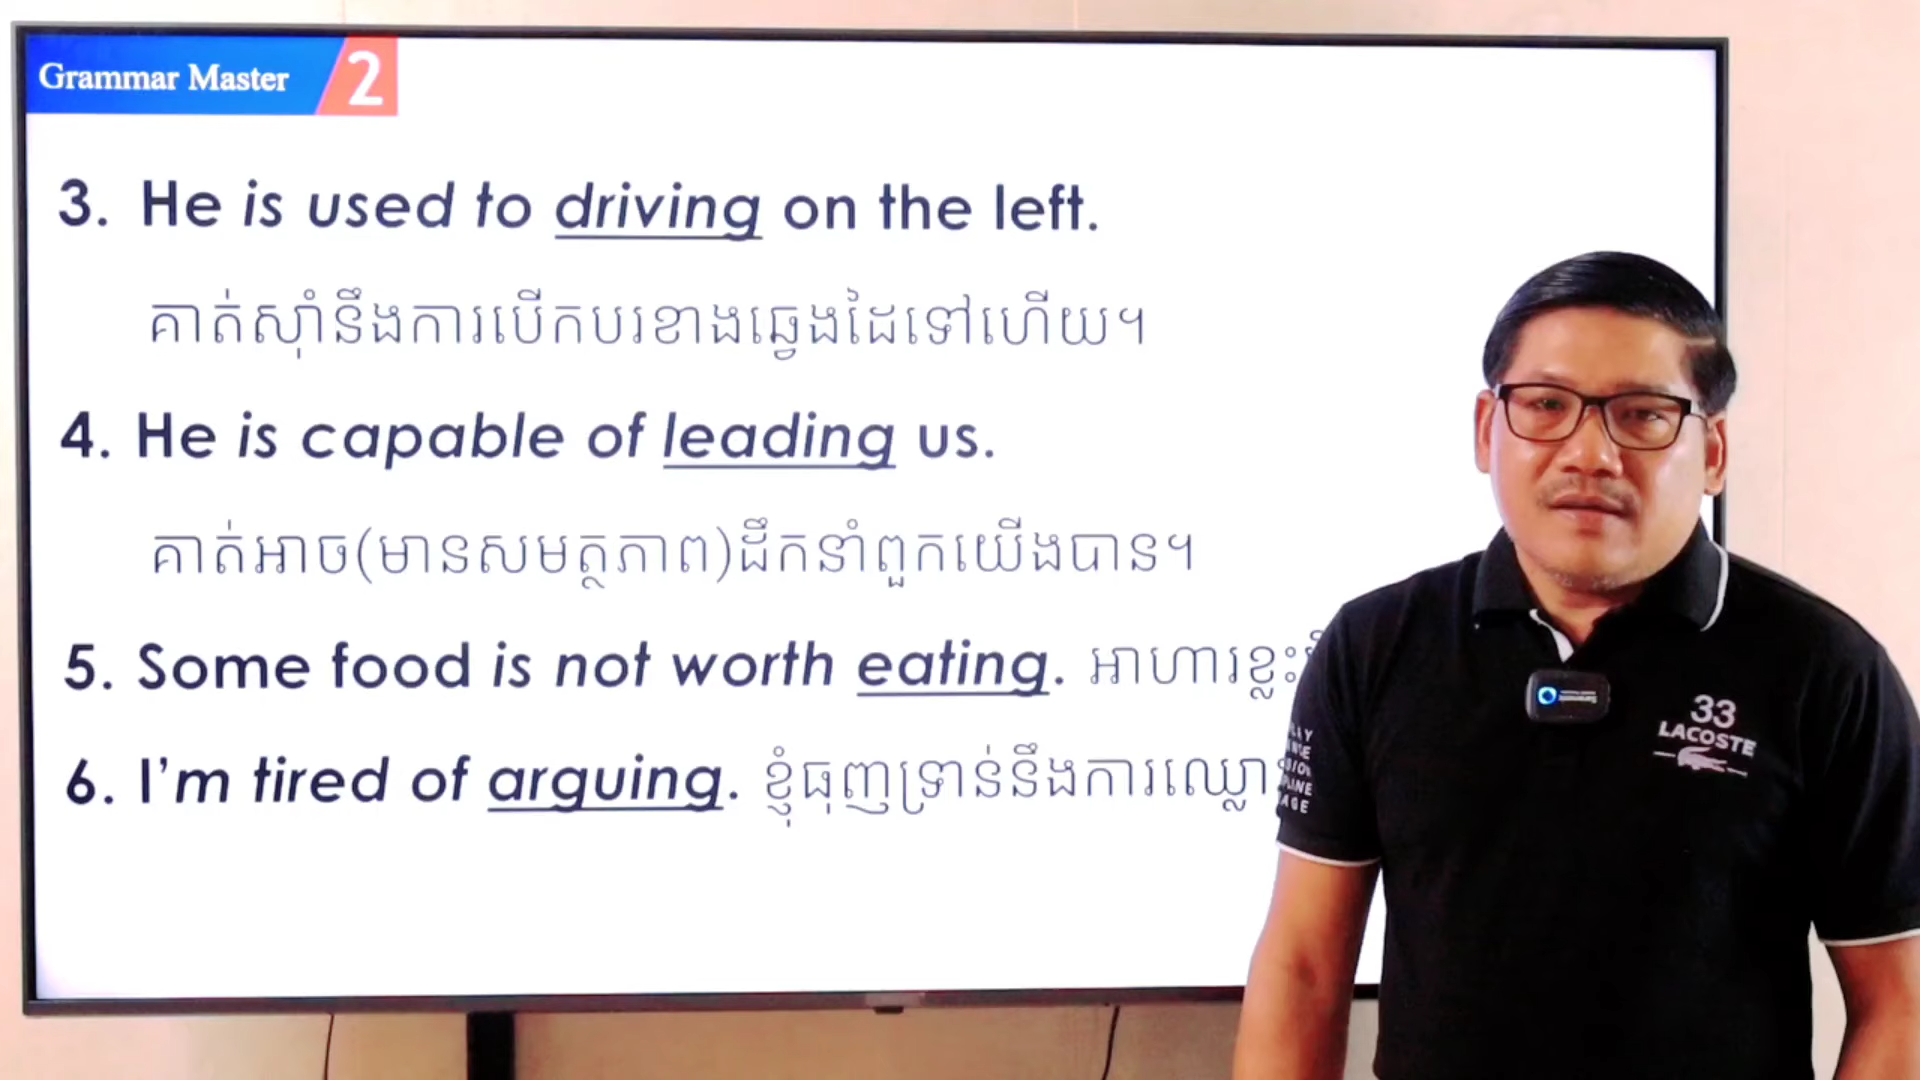 Grammar Master 2
3. He is used to driving on the left.
គាត់ស៊ាំនឹងការបើកបរខាងឆ្វេងដៃទៅហើយ។
4. He is capable of leading us.
គាត់អាច(មានសមត្ថភាព)ដឹកនាំពួកយើងបាន។
5. Some food is not worth eating. អាហារខ្លះ
6. I'm tired of arguing. ខ្ញុំធុញទ្រាន់នឹងការឈ្លោះ
33
LACOSTE